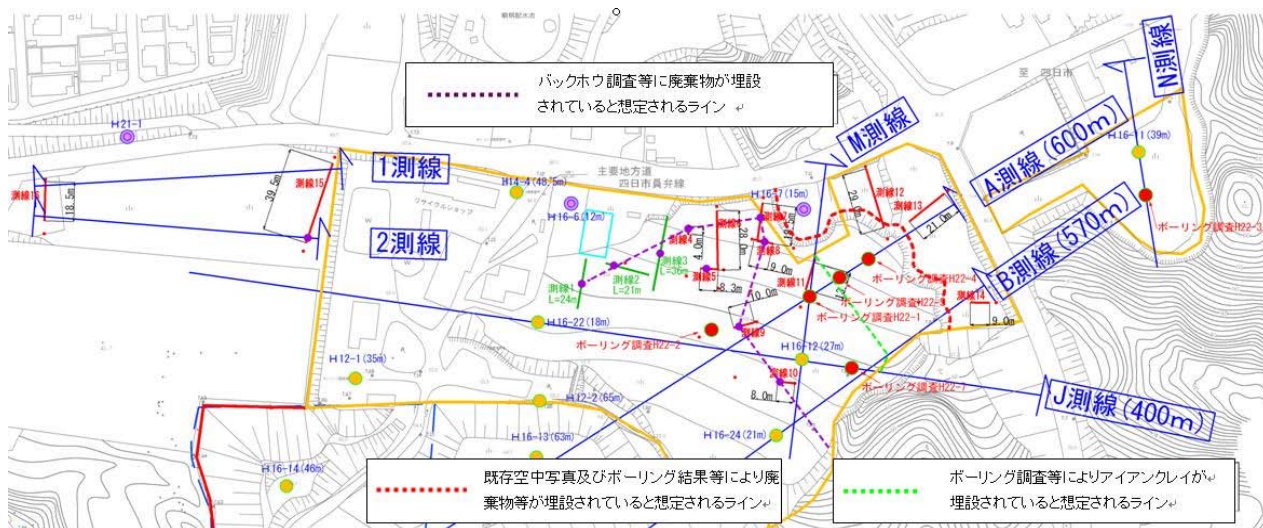 バックホウ調査等に廃棄物が埋設
されていると想定されるライン
至 四日市
N測線
H16-11(39m)
A測線(600m)
M測線
H21-1
1測線
主要地方道
四日市員弁線
H14-4(48.5m)
H16-7(15m)
測線12
29.0m
測線15
39.5m
測線16
18.5m
リサイクルショップ
H16-6(12m)
測線7
測線13
2測線
測線4
測線6
28.0m
測線8
21.0m
B測線(570m)
ボーリング調査H22-3
測線3
L=36m
4.0m
測線2
L=21m
測線5
8.3m
9.0m
測線11
ボーリング調査H22-4
測線1
L=24m
10.0m
測線14
9.0m
ボーリング調査H22-1
H16-22(18m)
測線9
ボーリング調査H22-2
H12-1(35m)
H16-12(27m)
測線10
8.0m
ボーリング調査H22-7
H12-2(65m)
J測線(400m)
H16-24(21m)
H16-13(63m)
H16-14(46m)
既存空中写真及びボーリング結果等により廃
棄物等が埋設されていると想定されるライン
ボーリング調査等によりアイアンクレイが
埋設されていると想定されるライン